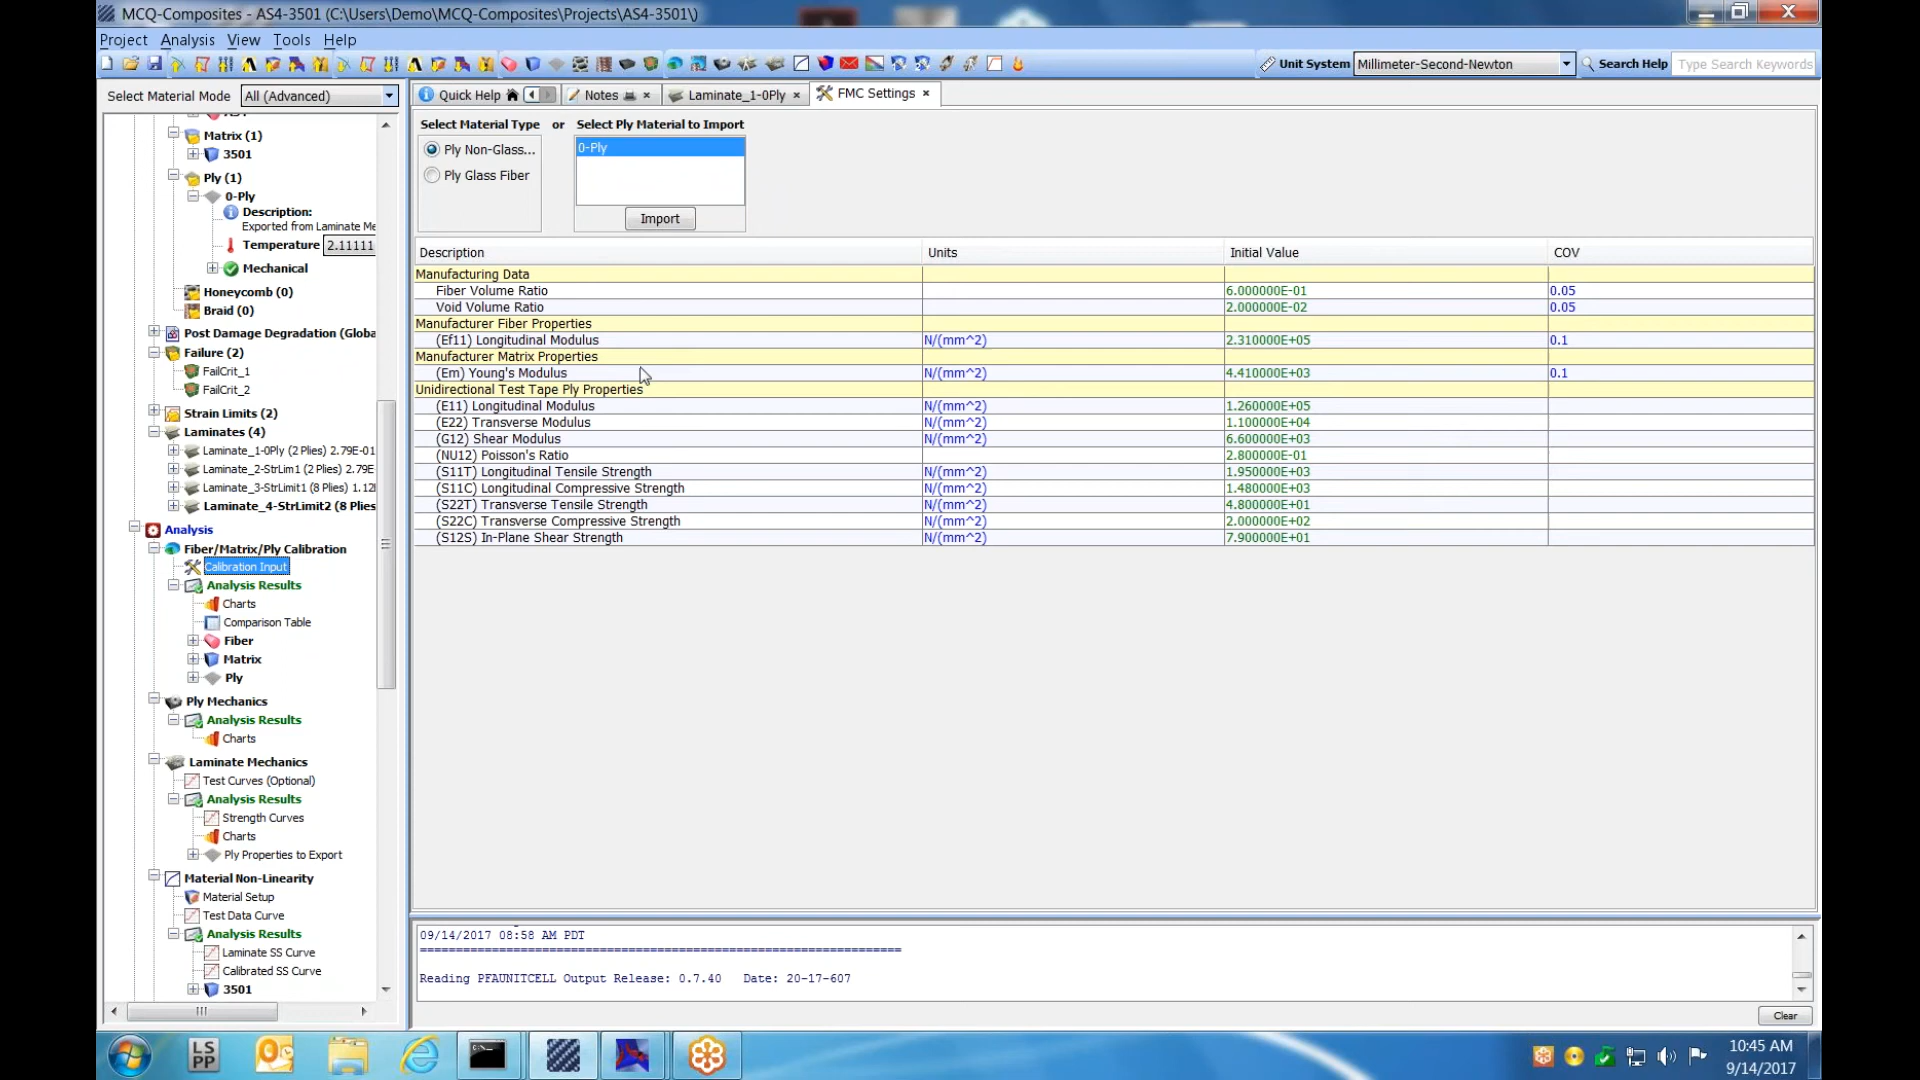 MCQ-Composites - AS4-3501 (C:\Users\Demo\MCQ-Composites\Projects\AS4-3501\)
Project Analysis View Tools Help
Unit System Millimeter-Second-Newton Search Help Type Search Keywords
Select Material Mode All (Advanced)
Matrix (1)
3501
Ply (1)
0-Ply
Description:
Exported from Laminate Me
Temperature 2.11111
Mechanical
Honeycomb (0)
Braid (0)
Post Damage Degradation (Globa
Failure (2)
FailCrit_1
FailCrit_2
Strain Limits (2)
Laminates (4)
Laminate_1-0Ply (2 Plies) 2.79E-01
Laminate_2-StrLim1 (2 Plies) 2.79E
Laminate_3-StrLimit1 (8 Plies) 1.12
Laminate_4-StrLimit2 (8 Plies
Analysis
Fiber/Matrix/Ply Calibration
Calibration Input
Analysis Results
Charts
Comparison Table
Fiber
Matrix
Ply
Ply Mechanics
Analysis Results
Charts
Laminate Mechanics
Test Curves (Optional)
Analysis Results
Strength Curves
Charts
Ply Properties to Export
Material Non-Linearity
Material Setup
Test Data Curve
Analysis Results
Laminate SS Curve
Calibrated SS Curve
3501
Quick Help Notes Laminate_1-0Ply FMC Settings
Select Material Type or Select Ply Material to Import
Ply Non-Glass... 0-Ply
Ply Glass Fiber
Import
Description Units Initial Value COV
Manufacturing Data
Fiber Volume Ratio 6.000000E-01 0.05
Void Volume Ratio 2.000000E-02 0.05
Manufacturer Fiber Properties
(Ef11) Longitudinal Modulus N/(mm^2) 2.310000E+05 0.1
Manufacturer Matrix Properties
(Em) Young's Modulus N/(mm^2) 4.410000E+03 0.1
Unidirectional Test Tape Ply Properties
(E11) Longitudinal Modulus N/(mm^2) 1.260000E+05
(E22) Transverse Modulus N/(mm^2) 1.100000E+04
(G12) Shear Modulus N/(mm^2) 6.600000E+03
(NU12) Poisson's Ratio 2.800000E-01
(S11T) Longitudinal Tensile Strength N/(mm^2) 1.950000E+03
(S11C) Longitudinal Compressive Strength N/(mm^2) 1.480000E+03
(S22T) Transverse Tensile Strength N/(mm^2) 4.800000E+01
(S22C) Transverse Compressive Strength N/(mm^2) 2.000000E+02
(S12S) In-Plane Shear Strength N/(mm^2) 7.900000E+01
09/14/2017 08:58 AM PDT
Reading PFAUNITCELL Output Release: 0.7.40 Date: 20-17-607
Clear
LS
PP
10:45 AM
9/14/2017